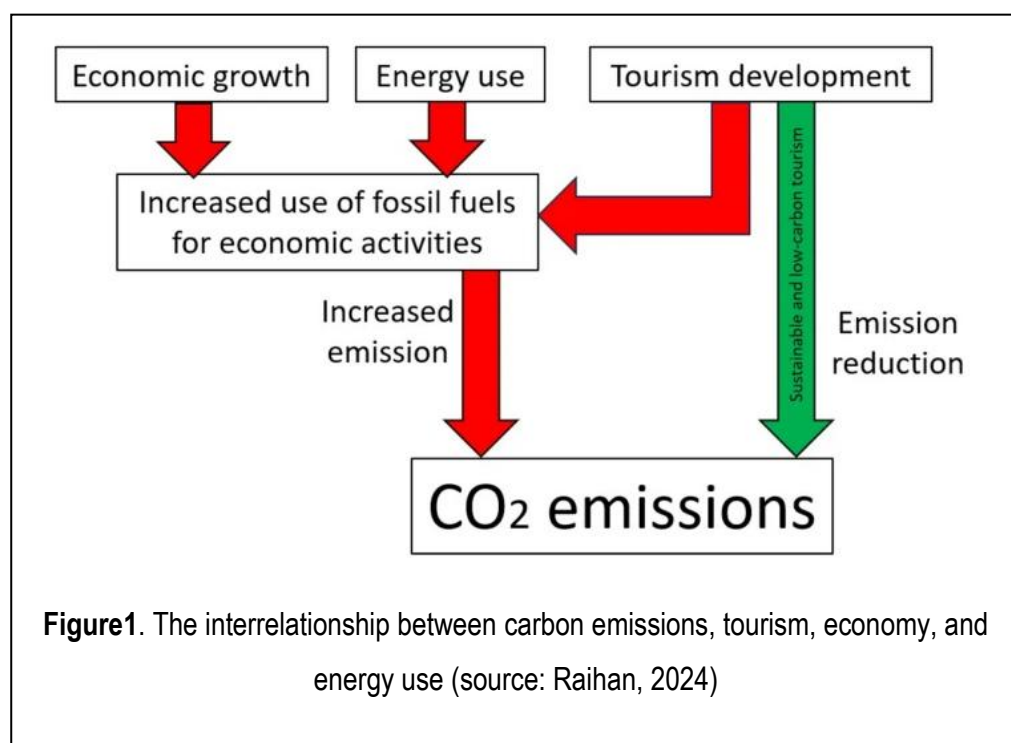 Economic growth
Energy use
Tourism development
Increased use of fossil fuels
for economic activities
Sustainable and low-carbon tourism
Increased
emission
Emission
reduction
CO2 emissions
Figure1. The interrelationship between carbon emissions, tourism, economy, and
energy use (source: Raihan, 2024)